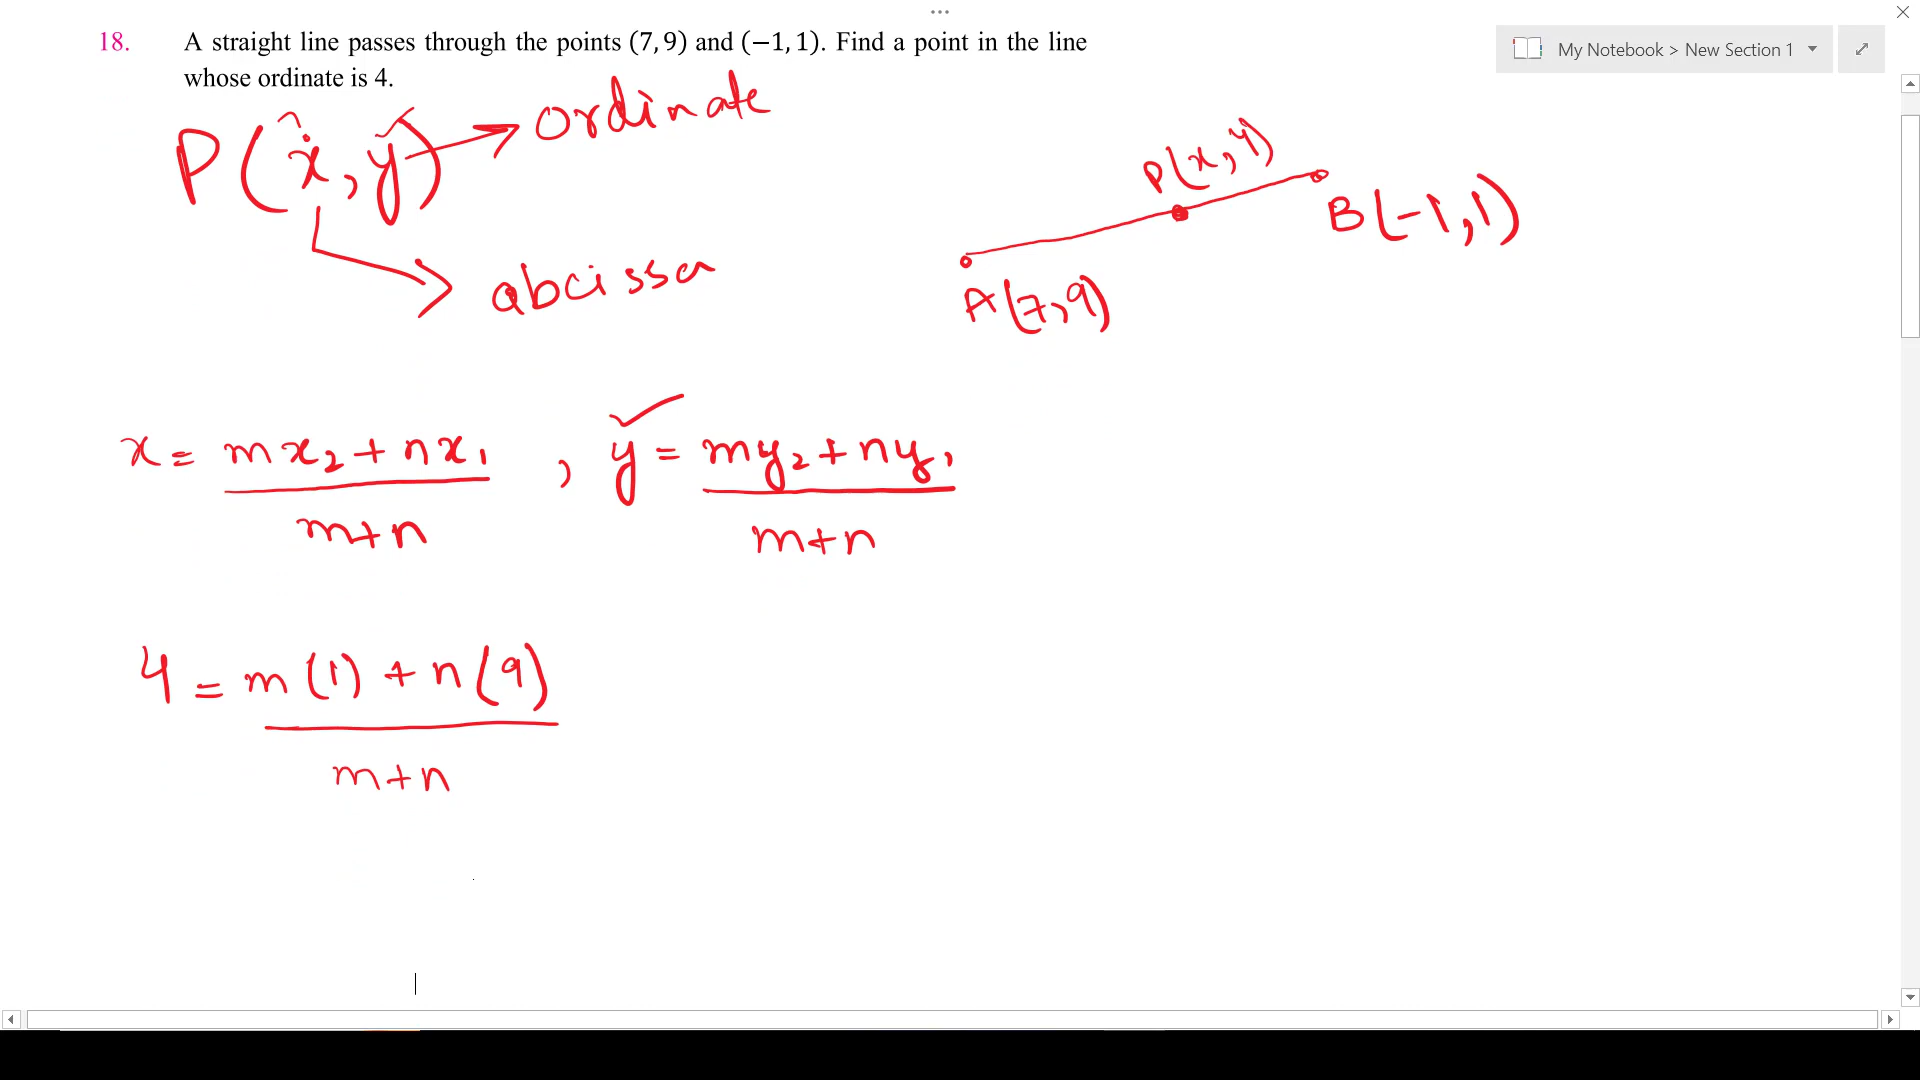 ...
18. A straight line passes through the points (7, 9) and (−1, 1). Find a point in the line
whose ordinate is 4.
My Notebook > New Section 1
P(x, y) → ordinate
abcissa
P(x, 4)
B(-1, 1)
A(7, 9)
x = mx₂ + nx₁ / m+n , y = my₂ + ny₁ / m+n
4 = m(1) + n(9) / m+n